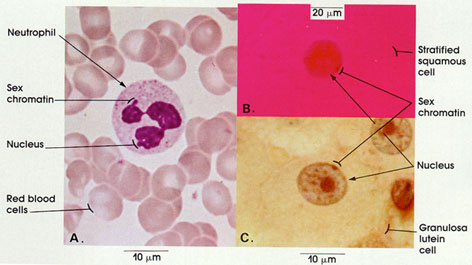 Neutrophil
Sex
chromatin
Nucleus
Red blood
cells
A.
10 µm
20 µm
B.
Stratified
squamous
cell
Sex
chromatin
Nucleus
C.
Granulosa
lutein
cell
10 µm